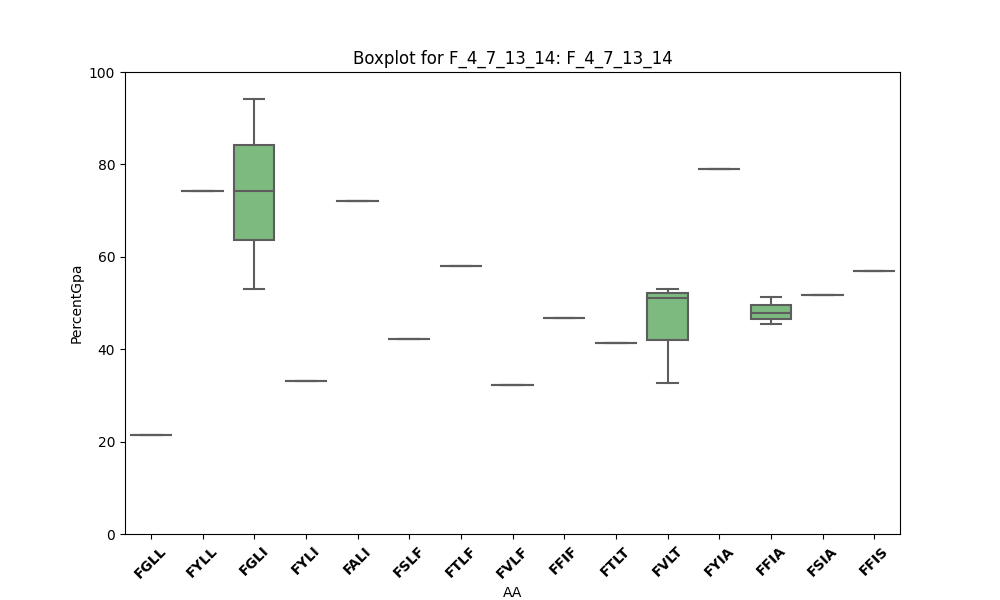 Boxplot for F_4_7_13_14: F_4_7_13_14
PercentGpa
100
80
60
40
20
0
FGLL FYLL FGLI FYLI FALI FSLF FTLF FVLF FFIF FTLT FVLT FYIA FFIA FSIA FFIS
AA